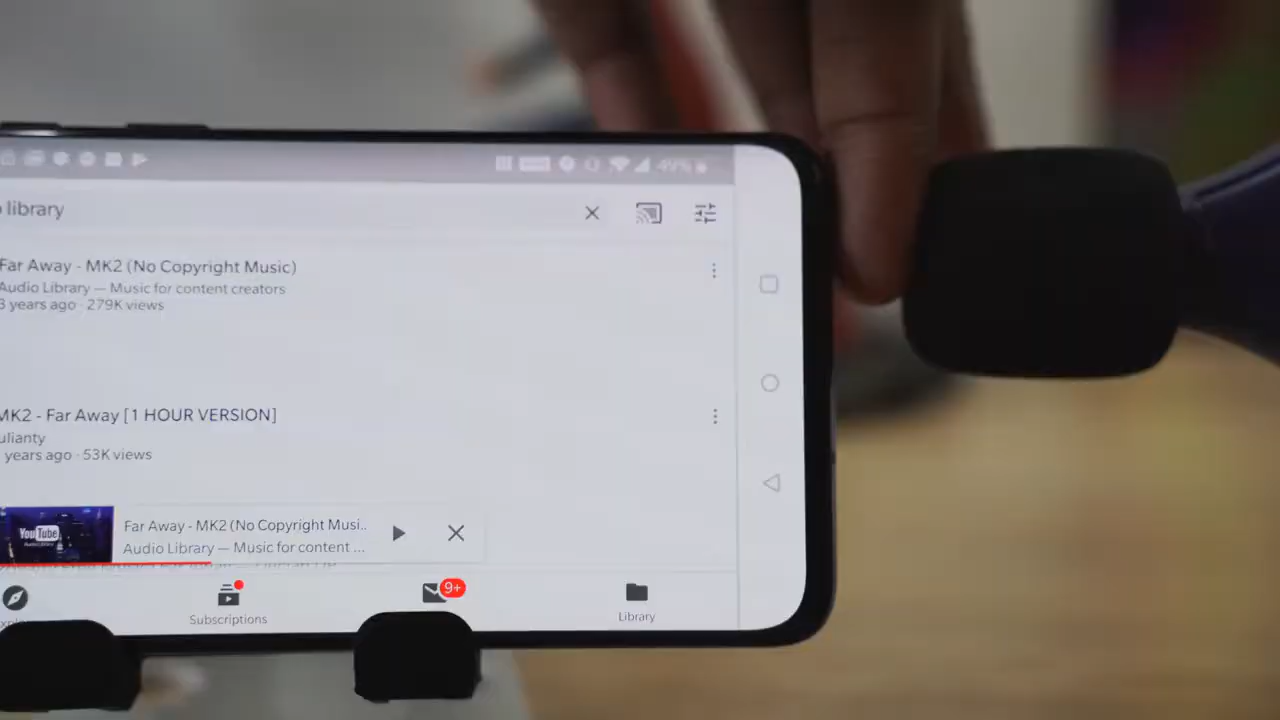 49%
library
Far Away - MK2 (No Copyright Music)
Audio Library — Music for content creators
3 years ago · 279K views
MK2 - Far Away [1 HOUR VERSION]
years ago · 53K views
YouTube
Far Away - MK2 (No Copyright Musi..
Audio Library — Music for content ...
9+
Subscriptions
Library